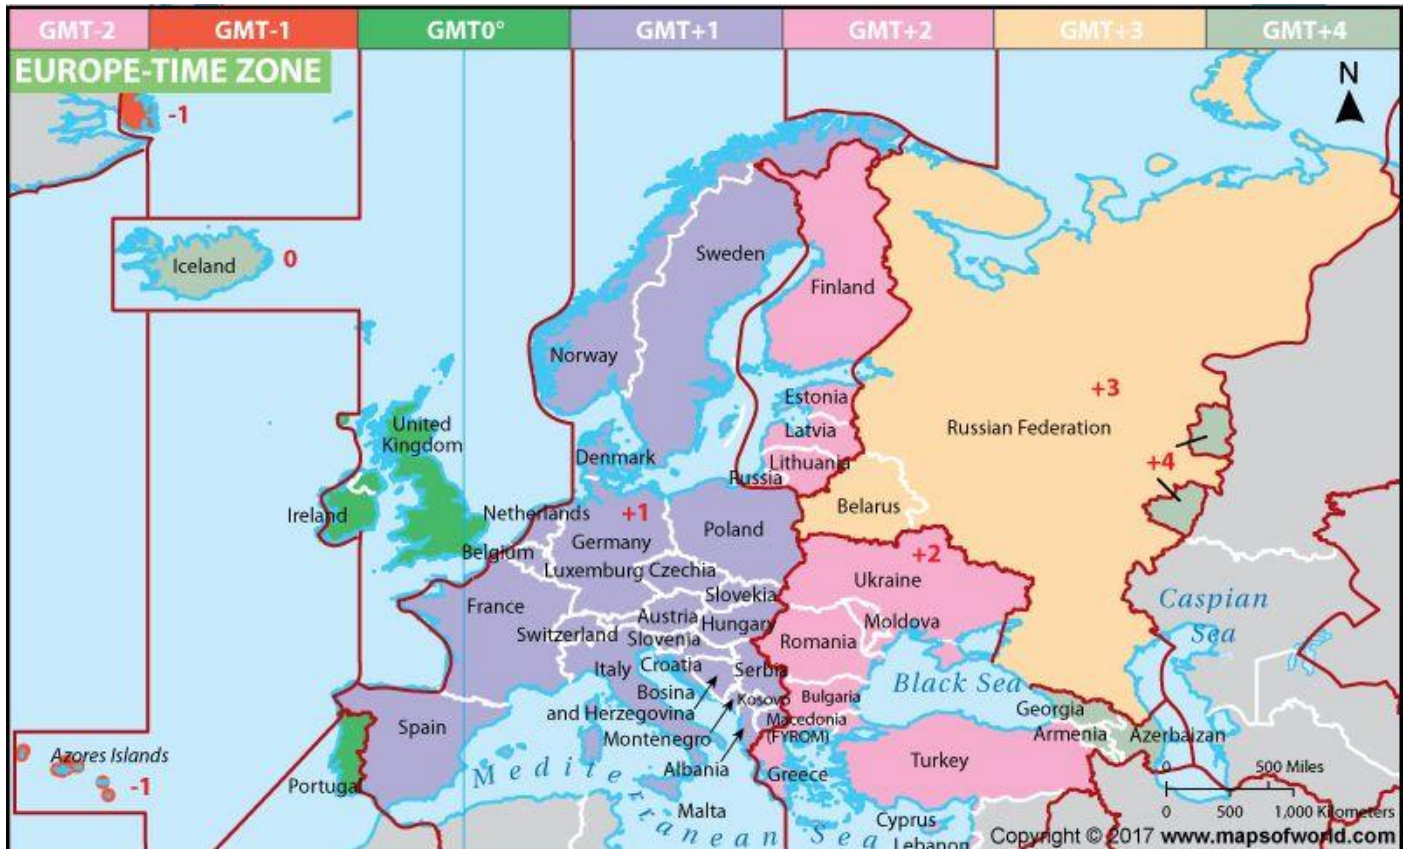 GMT-2 GMT-1 GMT0° GMT+1 GMT+2 GMT+3 GMT+4
EUROPE-TIME ZONE
N
-1
Iceland 0
Sweden
Finland
Norway
+3
Estonia
United
Kingdom
Latvia
Russian Federation
Denmark
Lithuania
+4
Russia
Ireland
Netherlands +1
Belarus
Poland
Germany
Belgium
+2
Luxemburg Czechia
Ukraine
Slovekia
France
Caspian
Sea
Austria
Hungary
Moldova
Switzerland
Slovenia
Romania
Croatia
Italy
Serbia
Black Sea
Bosina
and Herzegovina
Kosovo
Bulgaria
Georgia
Spain
Macedonia
(FYROM)
Montenegro
Armenia
Azerbaizan
Azores Islands
-1
Albania
Turkey
Greece
Portugal
0 500 Miles
0 500 1,000 Kilometers
Malta
Mediterranean Sea
Cyprus
Lebanon
Copyright © 2017 www.mapsofworld.com